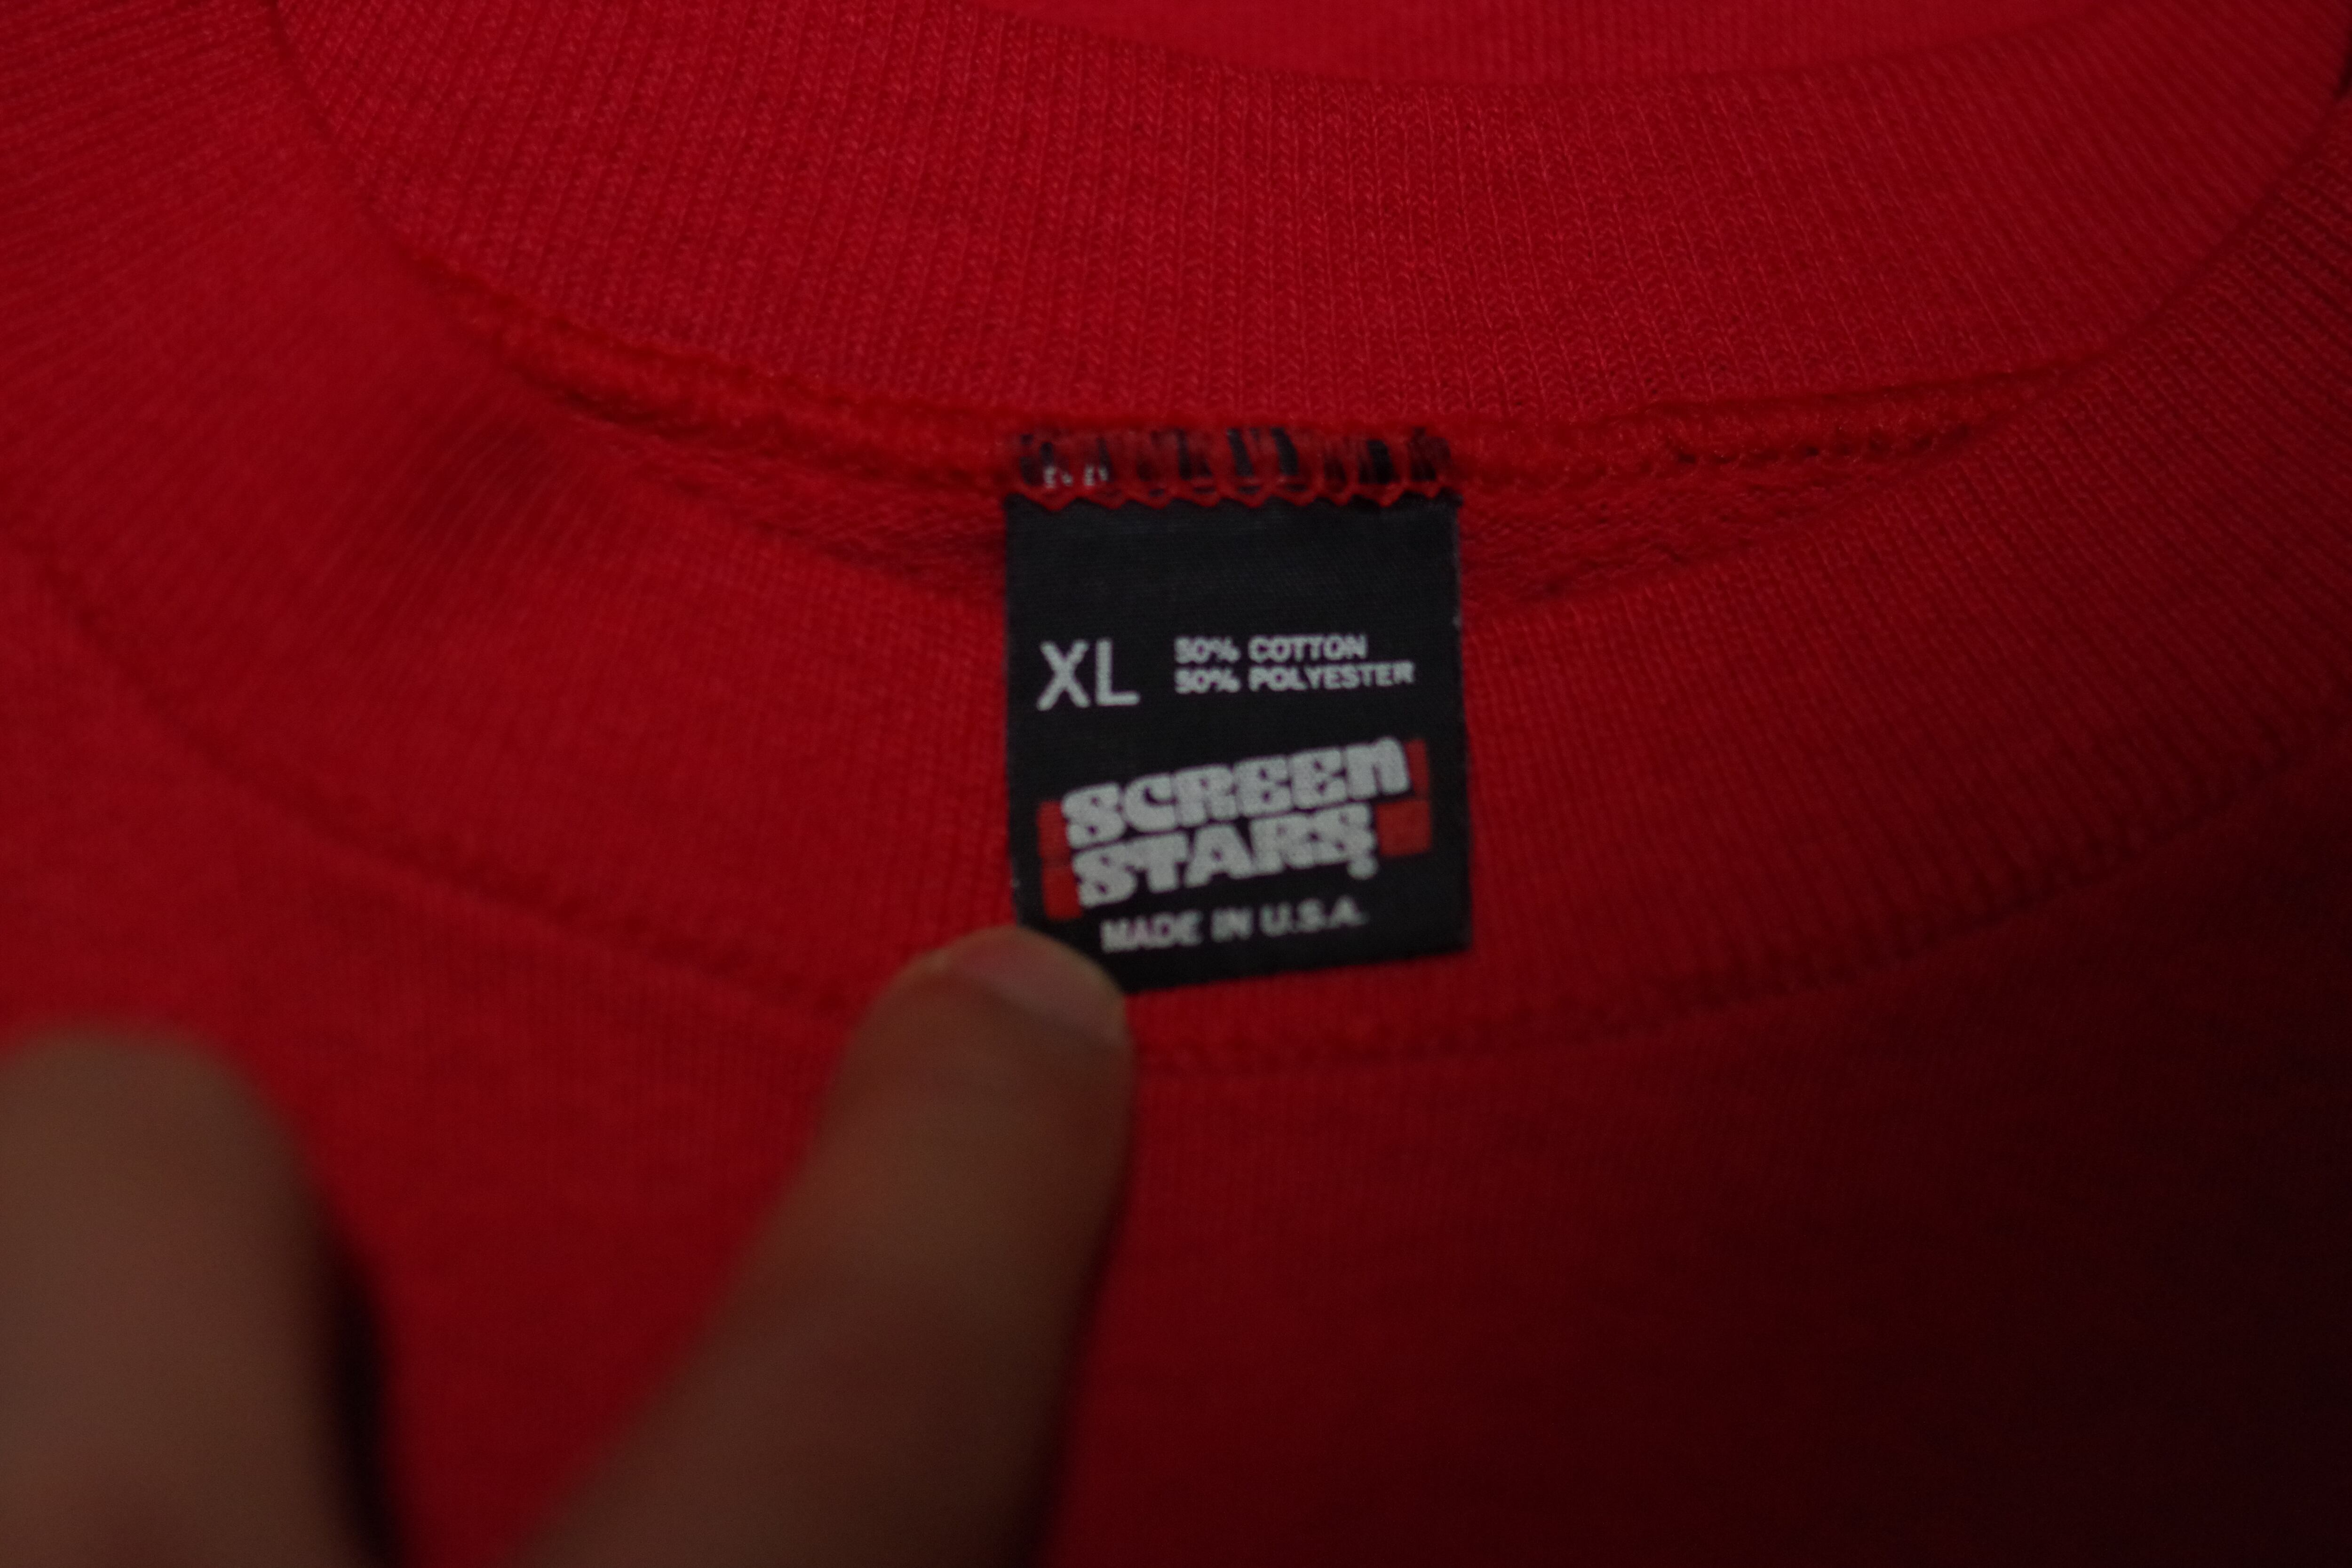 XL
50% COTTON
50% POLYESTER
SCREEN
STARS®
MADE IN U.S.A.